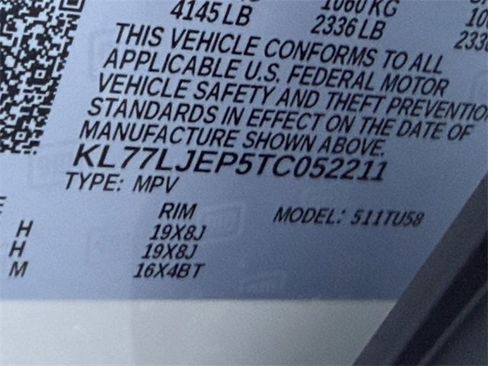 4145 LB
1060 KG
2336 LB
THIS VEHICLE CONFORMS TO ALL
APPLICABLE U.S. FEDERAL MOTOR
VEHICLE SAFETY AND THEFT PREVENTIO
STANDARDS IN EFFECT ON THE DATE OF
MANUFACTURE SHOWN ABOVE.
KL77LJEP5TC052211
TYPE: MPV
RIM
MODEL: 511TU58
H 19X8J
H 19X8J
M 16X4BT